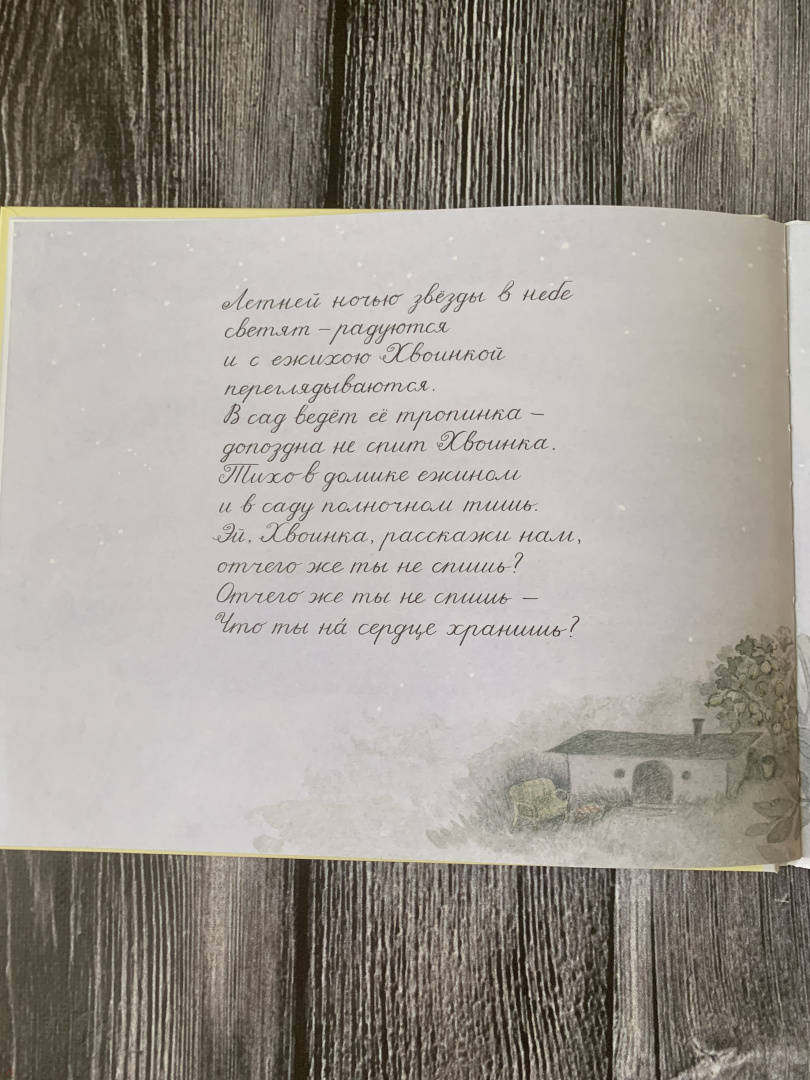 Летней ночью звёзды в небе
светят – радуются
и с ежихою Хвоинкой
переглядываются.
В сад ведёт её тропинка –
допоздна не спит Хвоинка.
Тихо в домике ежином
и в саду полночном тишь.
Эй, Хвоинка, расскажи нам,
отчего же ты не спишь?
Отчего же ты не спишь –
Что ты на́ сердце хранишь?